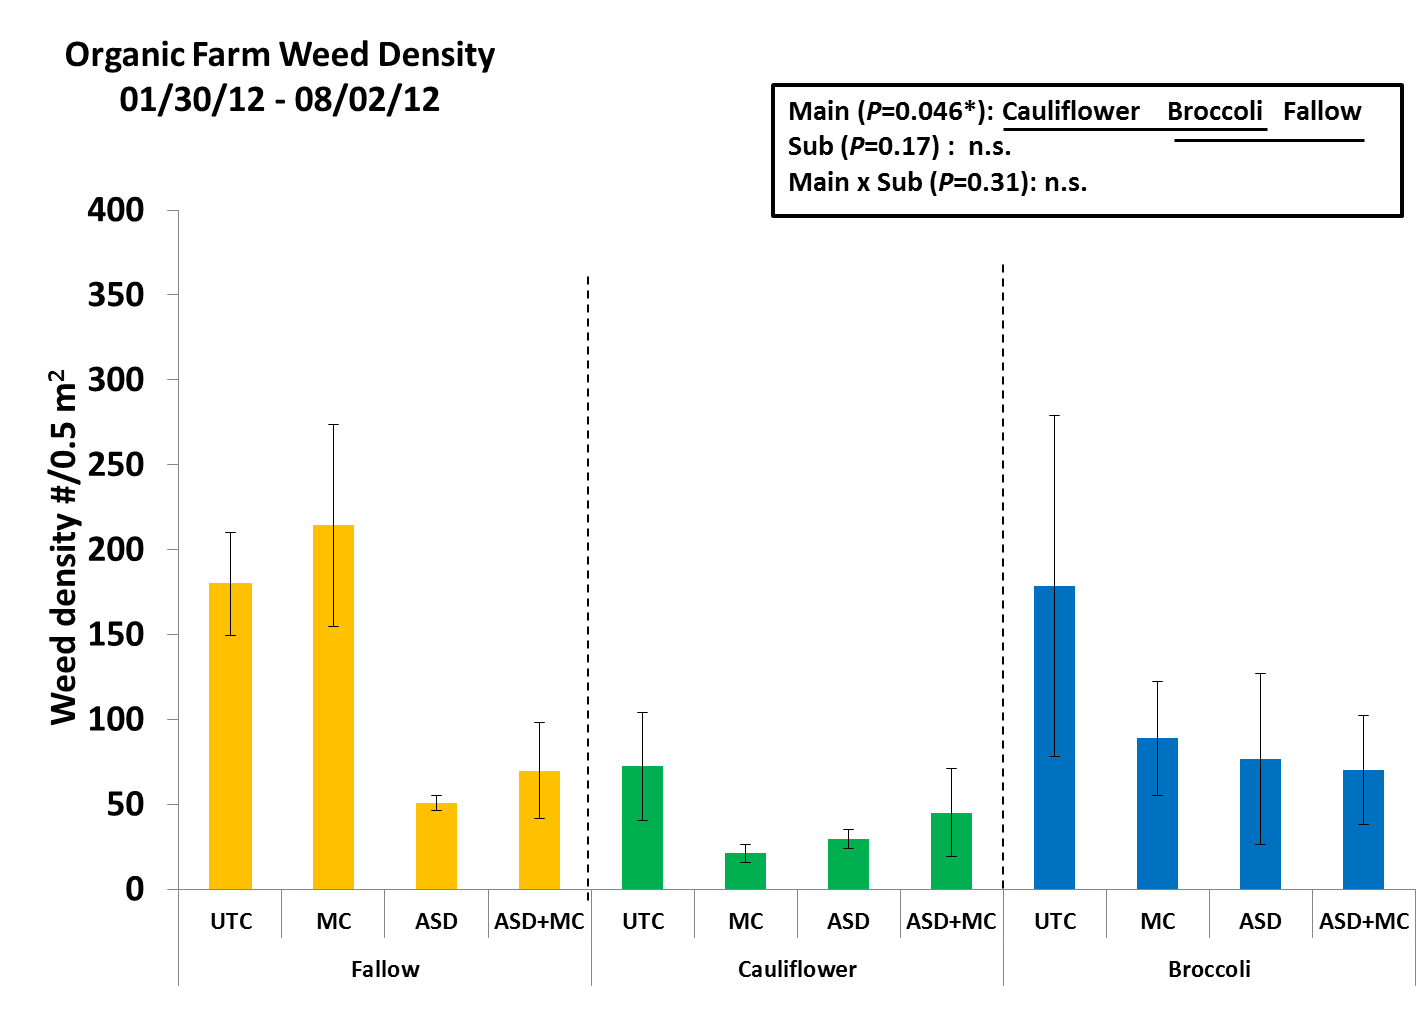 Organic Farm Weed Density
01/30/12 - 08/02/12
Main (P=0.046*): Cauliflower Broccoli Fallow
Sub (P=0.17) : n.s.
Main x Sub (P=0.31): n.s.
Weed density #/0.5 m²
400
350
300
250
200
150
100
50
0
UTC MC ASD ASD+MC UTC MC ASD ASD+MC UTC MC ASD ASD+MC
Fallow Cauliflower Broccoli